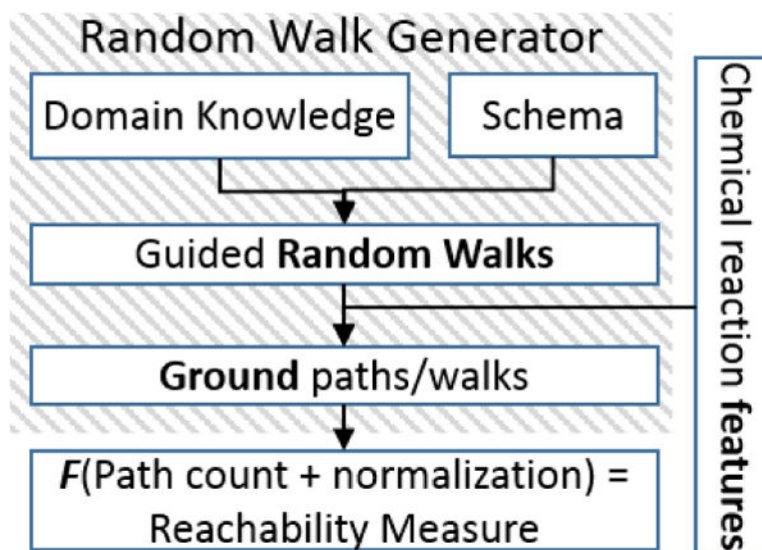 Random Walk Generator
Domain Knowledge
Schema
Guided Random Walks
Ground paths/walks
F(Path count + normalization) =
Reachability Measure
Chemical reaction features